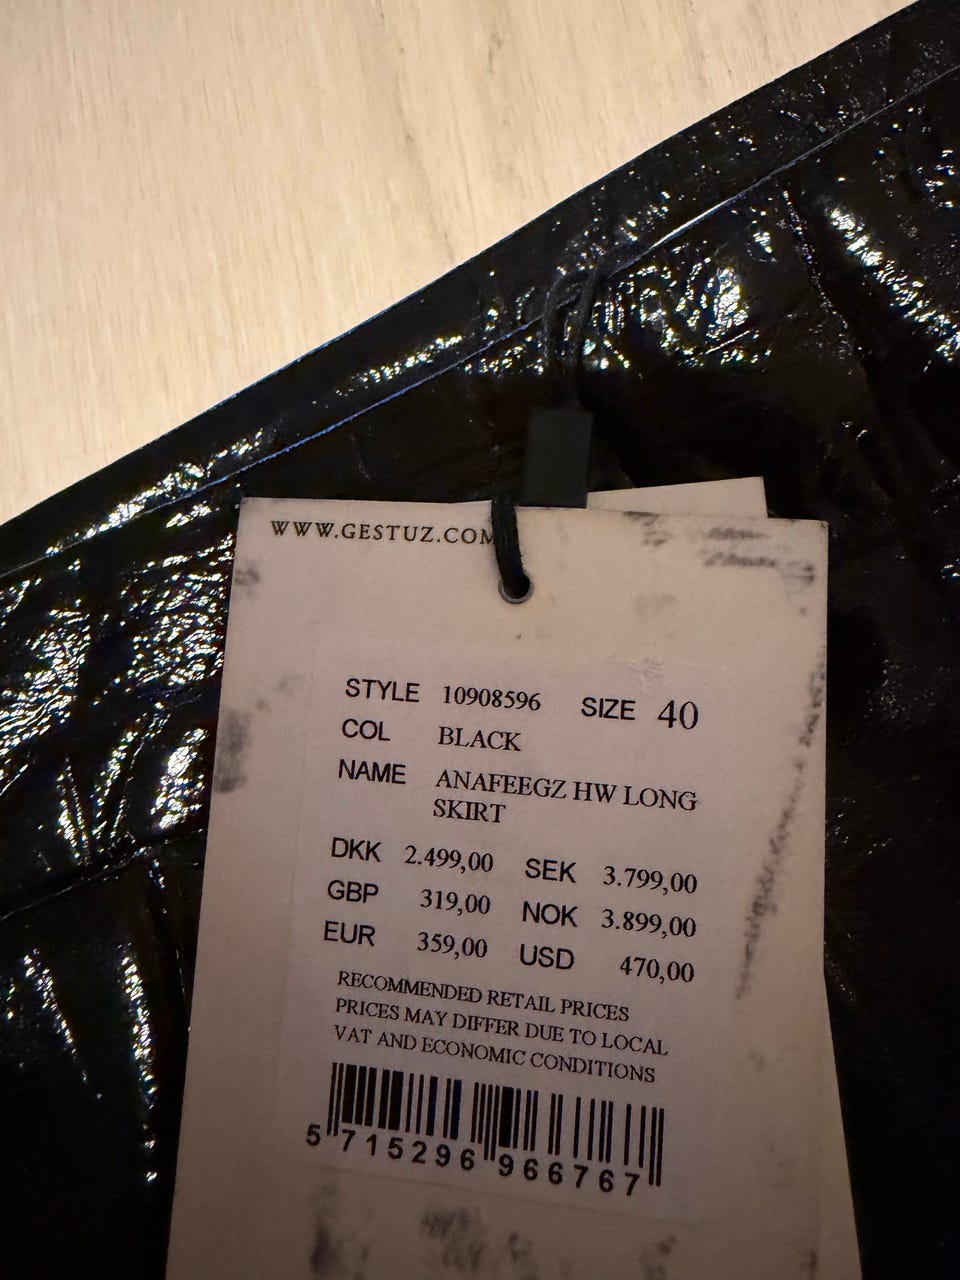 WWW.GESTUZ.COM
STYLE 10908596 SIZE 40
COL BLACK
NAME ANAFEEGZ HW LONG
SKIRT
DKK 2.499,00 SEK 3.799,00
GBP 319,00 NOK 3.899,00
EUR 359,00 USD 470,00
RECOMMENDED RETAIL PRICES
PRICES MAY DIFFER DUE TO LOCAL
VAT AND ECONOMIC CONDITIONS
5 715296 966767